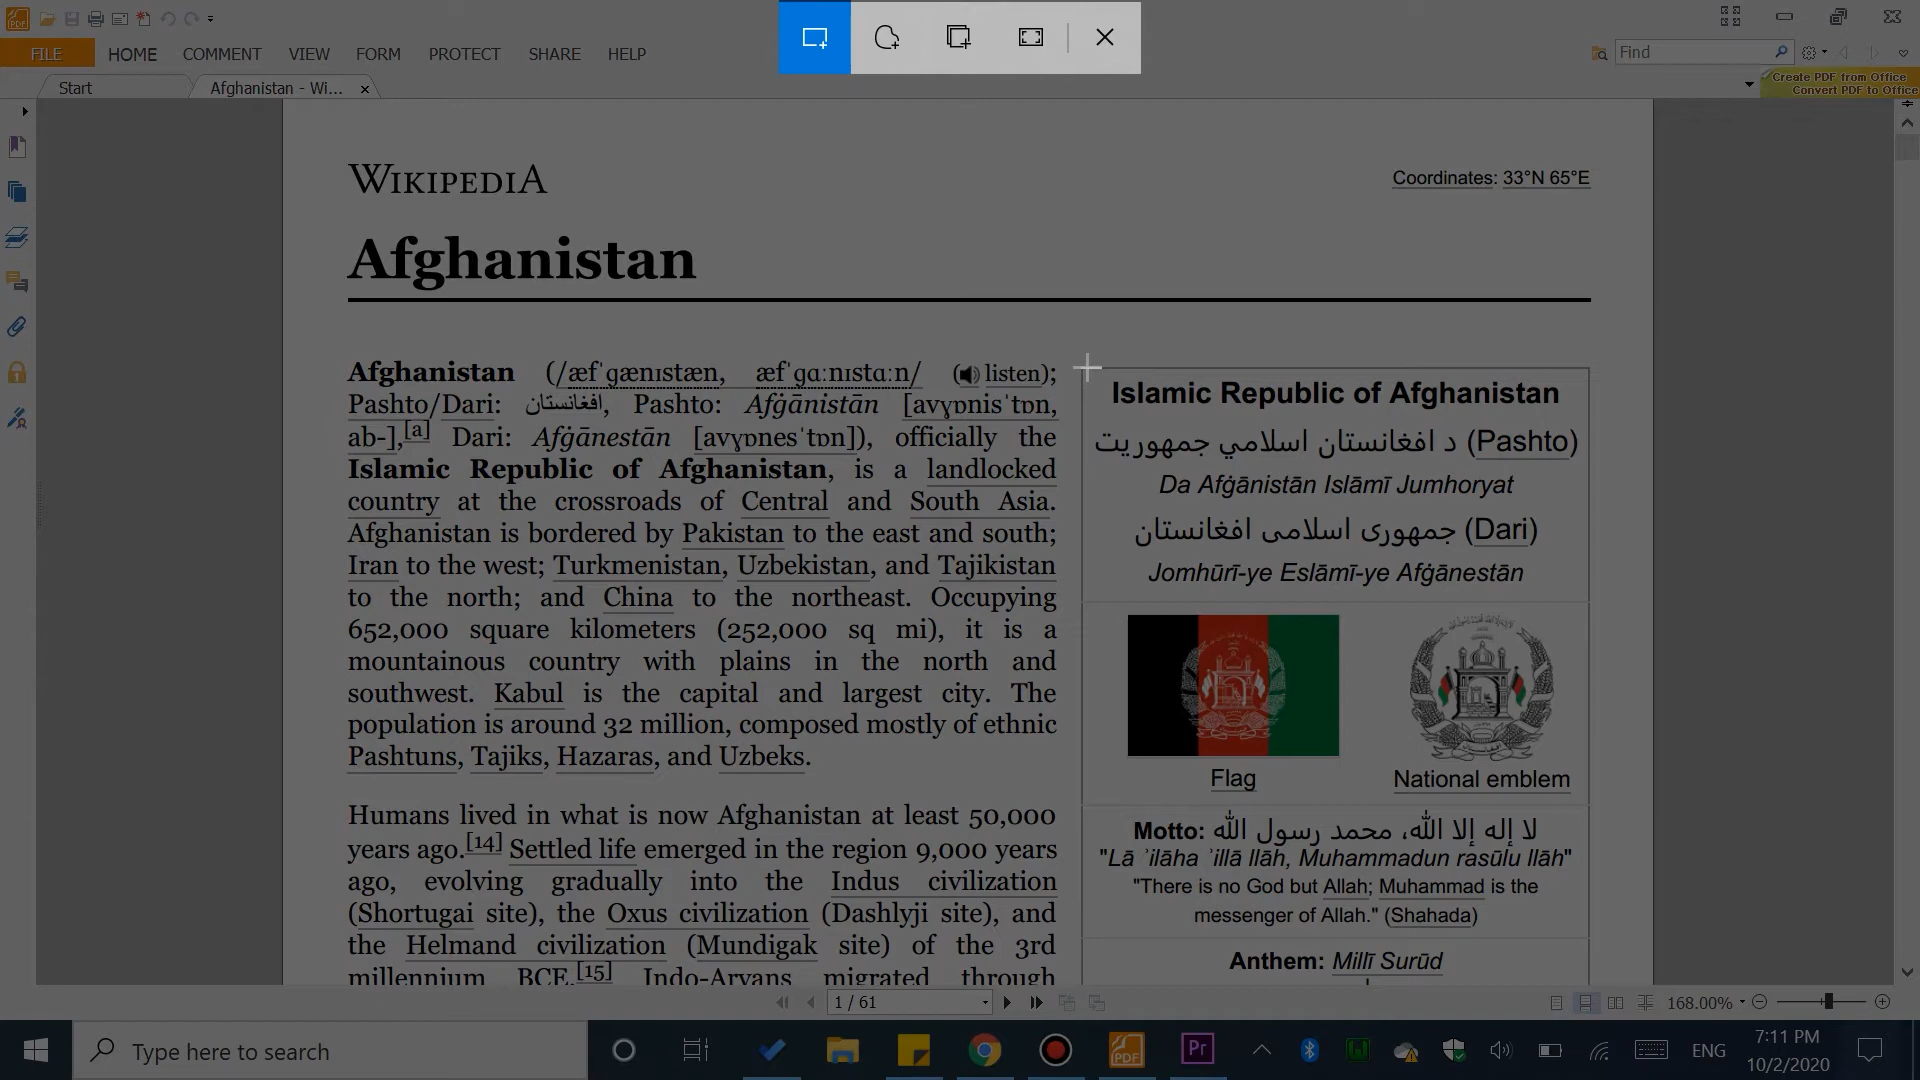 FILE HOME COMMENT VIEW FORM PROTECT SHARE HELP
Find
Start
Afghanistan - Wi...
Create PDF from Office
Convert PDF to Office
WIKIPEDIA
Coordinates: 33°N 65°E
Afghanistan
Afghanistan (/æfˈɡænɪstæn, æfˈɡɑːnɪstɑːn/ (listen);
Pashto/Dari: افغانستان, Pashto: Afġānistān [avɣɒnisˈtɒn,
ab-],[a] Dari: Afġānestān [avɣɒnesˈtɒn]), officially the
Islamic Republic of Afghanistan, is a landlocked
country at the crossroads of Central and South Asia.
Afghanistan is bordered by Pakistan to the east and south;
Iran to the west; Turkmenistan, Uzbekistan, and Tajikistan
to the north; and China to the northeast. Occupying
652,000 square kilometers (252,000 sq mi), it is a
mountainous country with plains in the north and
southwest. Kabul is the capital and largest city. The
population is around 32 million, composed mostly of ethnic
Pashtuns, Tajiks, Hazaras, and Uzbeks.
Humans lived in what is now Afghanistan at least 50,000
years ago.[14] Settled life emerged in the region 9,000 years
ago, evolving gradually into the Indus civilization
(Shortugai site), the Oxus civilization (Dashlyji site), and
the Helmand civilization (Mundigak site) of the 3rd
millennium BCE.[15] Indo-Aryans migrated through
Islamic Republic of Afghanistan
د افغانستان اسلامي جمهوریت (Pashto)
Da Afġānistān Islāmī Jumhoryat
جمهوری اسلامی افغانستان (Dari)
Jomhūrī-ye Eslāmī-ye Afġānestān
Flag
National emblem
Motto: لا إله إلا الله، محمد رسول الله
"Lā ʾilāha ʾillā llāh, Muhammadun rasūlu llāh"
"There is no God but Allah; Muhammad is the
messenger of Allah." (Shahada)
Anthem: Millī Surūd
1 / 61
168.00%
Type here to search
PDF
Pr
ENG
7:11 PM
10/2/2020